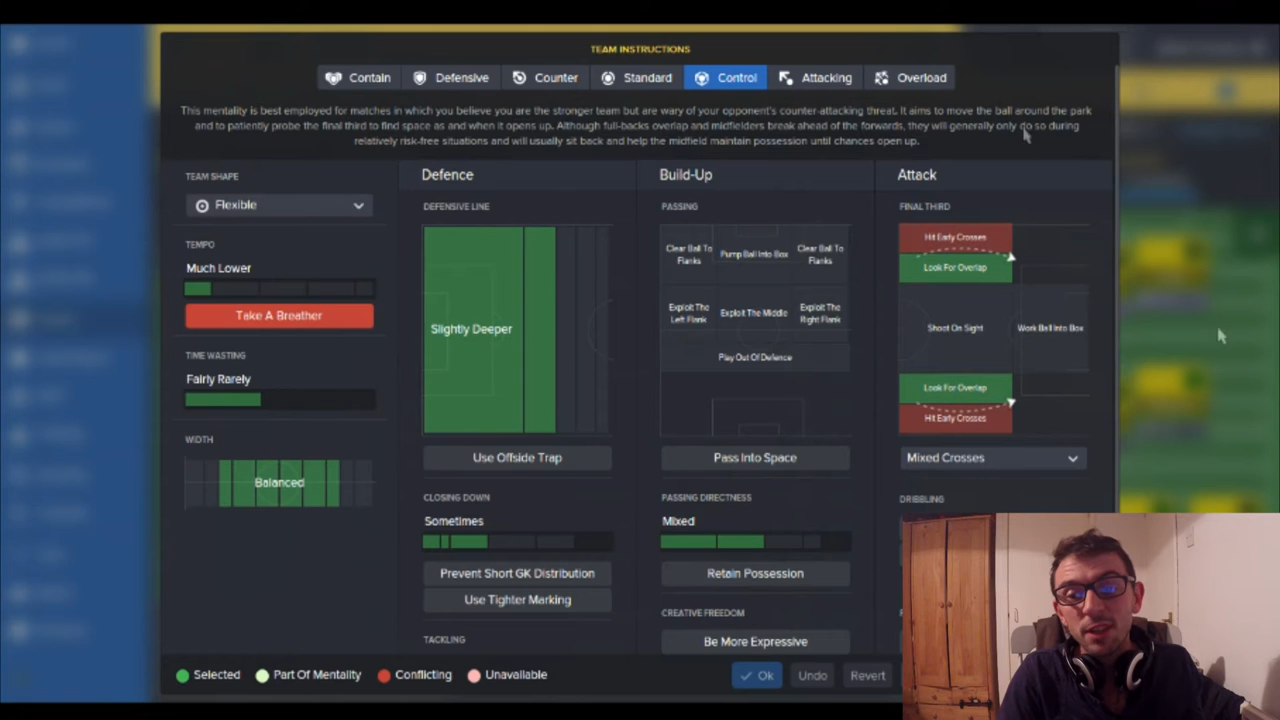 TEAM INSTRUCTIONS
Contain
Defensive
Counter
Standard
Control
Attacking
Overload
This mentality is best employed for matches in which you believe you are the stronger team but are wary of your opponent's counter-attacking threat. It aims to move the ball around the park
and to patiently probe the final third to find space as and when it opens up. Although full-backs overlap and midfielders break ahead of the forwards, they will generally only do so during
relatively risk-free situations and will usually sit back and help the midfield maintain possession until chances open up.
TEAM SHAPE
Flexible
TEMPO
Much Lower
Take A Breather
TIME WASTING
Fairly Rarely
WIDTH
Balanced
Defence
DEFENSIVE LINE
Slightly Deeper
Use Offside Trap
CLOSING DOWN
Sometimes
Prevent Short GK Distribution
Use Tighter Marking
TACKLING
Build-Up
PASSING
Clear Ball To
Flanks
Pump Ball Into Box
Clear Ball To
Flanks
Exploit The
Left Flank
Exploit The Middle
Exploit The
Right Flank
Play Out Of Defence
Pass Into Space
PASSING DIRECTNESS
Mixed
Retain Possession
CREATIVE FREEDOM
Be More Expressive
Attack
FINAL THIRD
Hit Early Crosses
Look For Overlap
Shoot On Sight
Work Ball Into Box
Look For Overlap
Hit Early Crosses
Mixed Crosses
DRIBBLING
Selected
Part Of Mentality
Conflicting
Unavailable
Ok
Undo
Revert